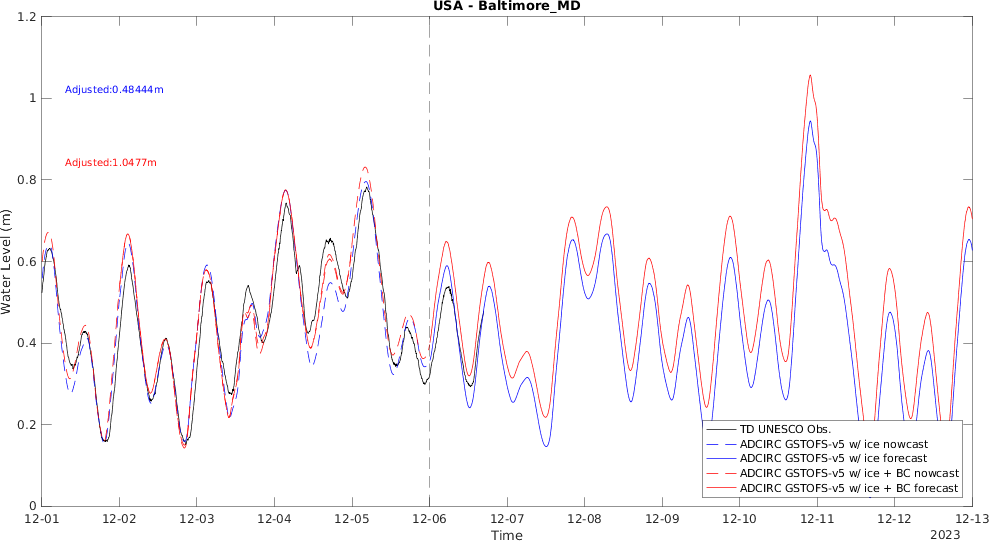 USA - Baltimore_MD
1.2
1
0.8
0.6
0.4
0.2
0
Water Level (m)
Adjusted:0.48444m
Adjusted:1.0477m
TD UNESCO Obs.
ADCIRC GSTOFS-v5 w/ ice nowcast
ADCIRC GSTOFS-v5 w/ ice forecast
ADCIRC GSTOFS-v5 w/ ice + BC nowcast
ADCIRC GSTOFS-v5 w/ ice + BC forecast
12-01 12-02 12-03 12-04 12-05 12-06 12-07 12-08 12-09 12-10 12-11 12-12 12-13
Time
2023